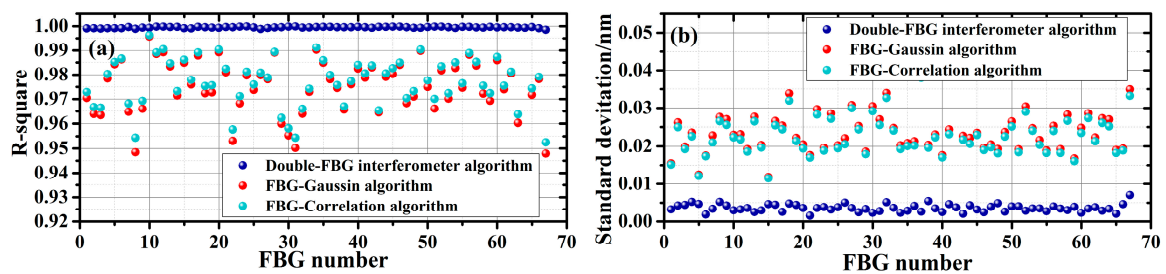 (a)
R-square
1.00
0.99
0.98
0.97
0.96
0.95
0.94
0.93
0.92
Double-FBG interferometer algorithm
FBG-Gaussin algorithm
FBG-Correlation algorithm
0 10 20 30 40 50 60 70
FBG number
(b)
Standard devitation/nm
0.05
0.04
0.03
0.02
0.01
0.00
Double-FBG interferometer algorithm
FBG-Gaussin algorithm
FBG-Correlation algorithm
0 10 20 30 40 50 60 70
FBG number